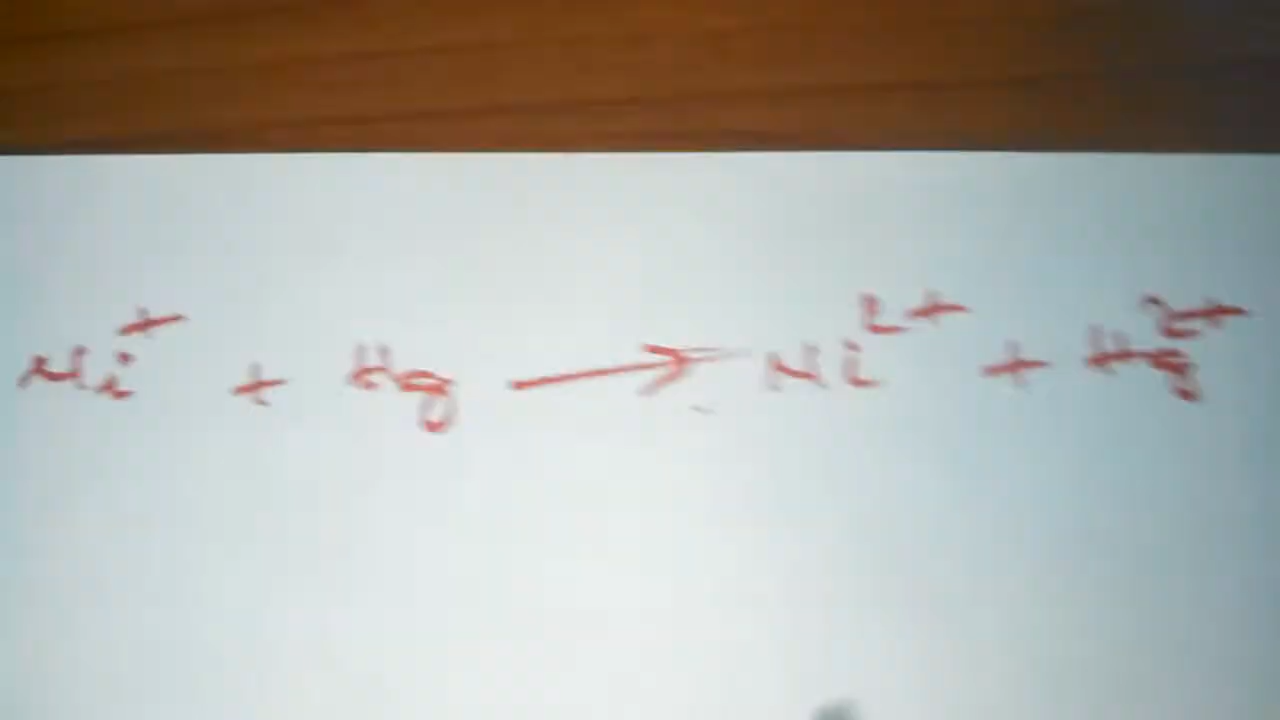 Ni⁺ + Hg → Ni²⁺ + Hg²⁺